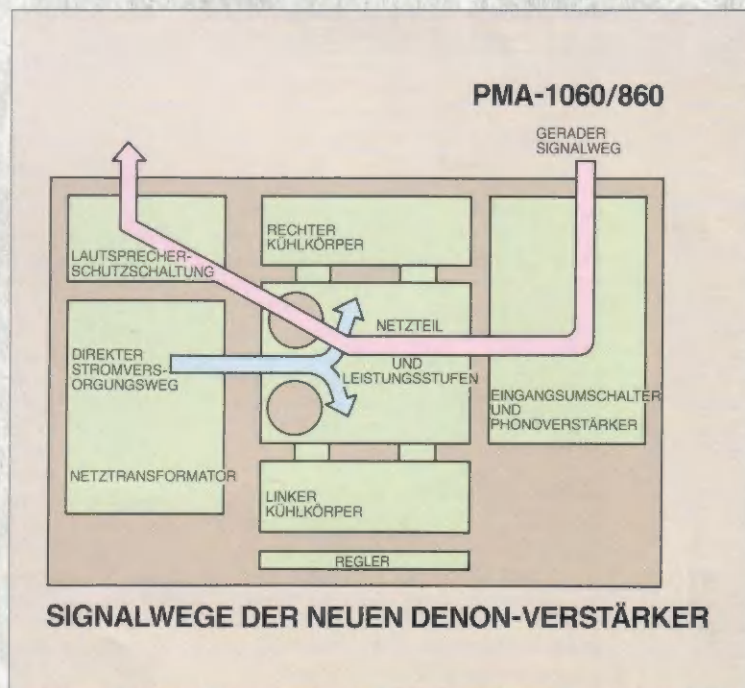 PMA-1060/860
GERADER
SIGNALWEG
LAUTSPRECHER-
SCHUTZSCHALTUNG
RECHTER
KÜHLKÖRPER
DIREKTER
STROMVERS-
ORGUNGSWEG
NETZTEIL
UND
LEISTUNGSSTUFEN
EINGANGSUMSCHALTER
UND
PHONOVERSTÄRKER
NETZTRANSFORMATOR
LINKER
KÜHLKÖRPER
REGLER
SIGNALWEGE DER NEUEN DENON-VERSTÄRKER